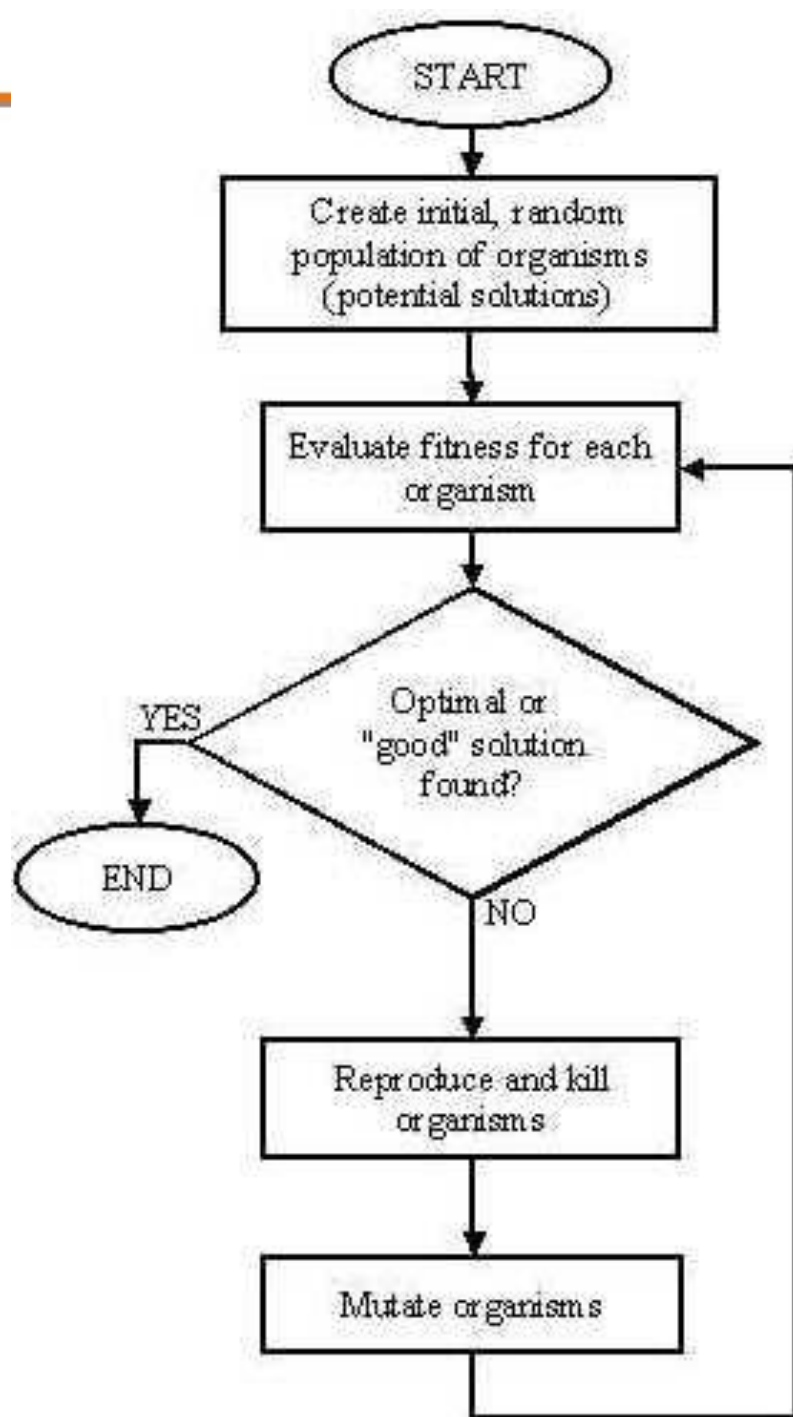 START
Create initial, random
population of organisms
(potential solutions)
Evaluate fitness for each
organism
Optimal or
"good" solution
found?
YES
END
NO
Reproduce and kill
organisms
Mutate organisms